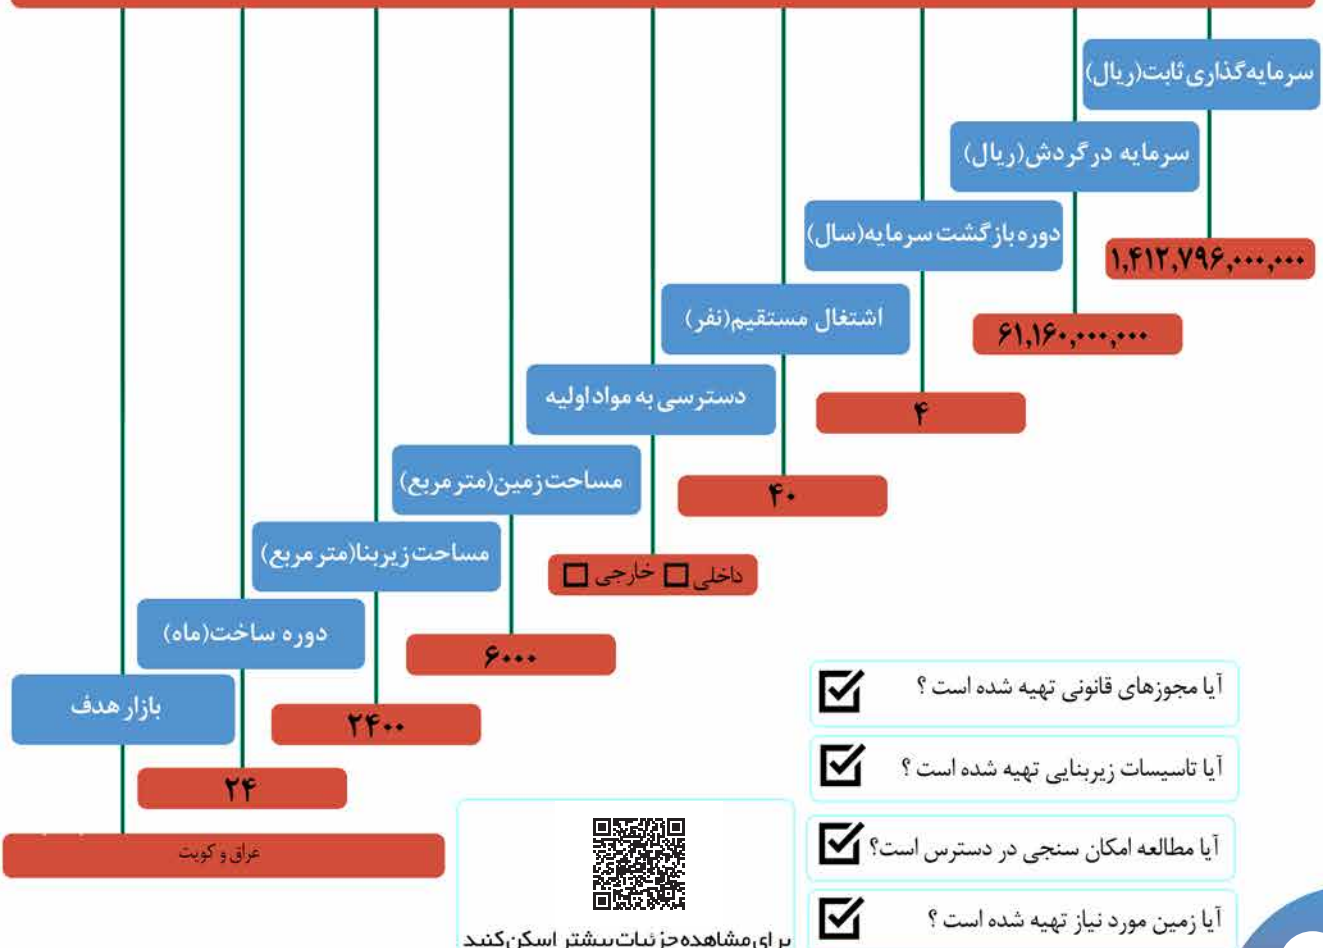 سرمایه‌گذاری ثابت(ریال)
۱,۴۱۲,۷۹۶,۰۰۰,۰۰۰
سرمایه در گردش(ریال)
۶۱,۱۶۰,۰۰۰,۰۰۰
دوره بازگشت سرمایه(سال)
۴
اشتغال مستقیم(نفر)
۴۰
دسترسی به مواد اولیه
داخلی □ خارجی □
مساحت زمین(متر مربع)
۶۰۰۰
مساحت زیربنا(متر مربع)
۲۴۰۰
دوره ساخت(ماه)
۲۴
بازار هدف
عراق و کویت
آیا مجوزهای قانونی تهیه شده است ؟
آیا تاسیسات زیربنایی تهیه شده است ؟
آیا مطالعه امکان سنجی در دسترس است؟
آیا زمین مورد نیاز تهیه شده است ؟
برای مشاهده جزئیات بیشتر اسکن کنید